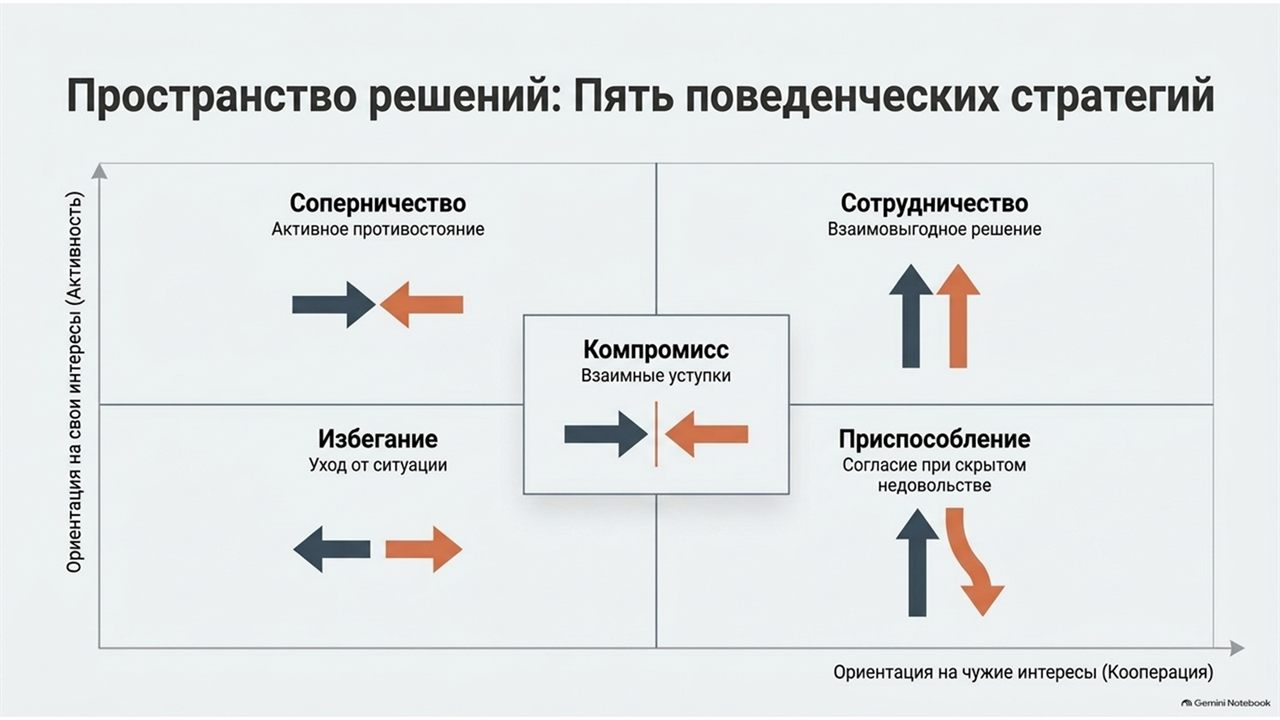 Пространство решений: Пять поведенческих стратегий
Ориентация на свои интересы (Активность)
Соперничество
Активное противостояние
Сотрудничество
Взаимовыгодное решение
Компромисс
Взаимные уступки
Избегание
Уход от ситуации
Приспособление
Согласие при скрытом
недовольстве
Ориентация на чужие интересы (Кооперация)
Gemini Notebook